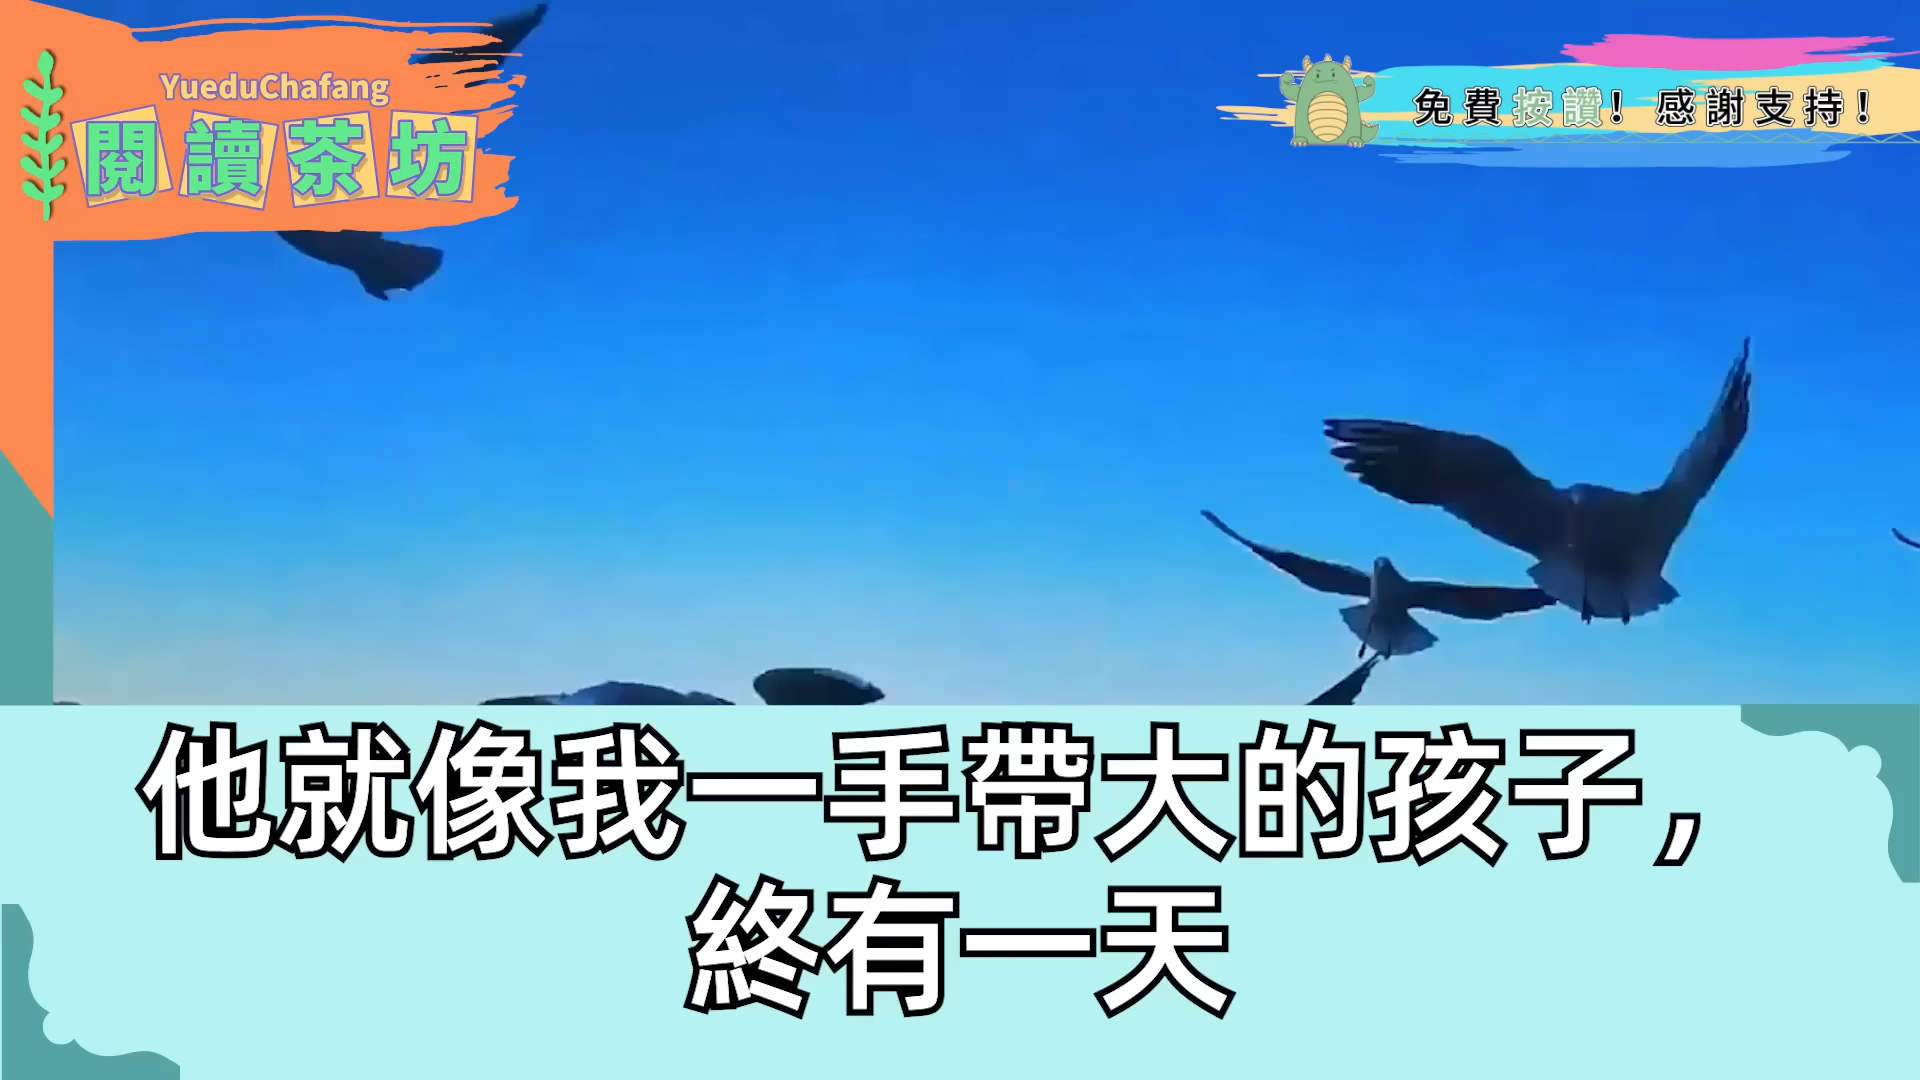 YueduChafang
閱讀茶坊
免費按讚！感謝支持！
他就像我一手帶大的孩子，
終有一天